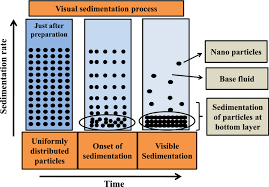 Visual sedimentation process
Just after
preparation
Nano particles
Base fluid
Sedimentation
of particles at
bottom layer
Sedimentation rate
Uniformly
distributed
particles
Onset of
sedimentation
Visible
Sedimentation
Time